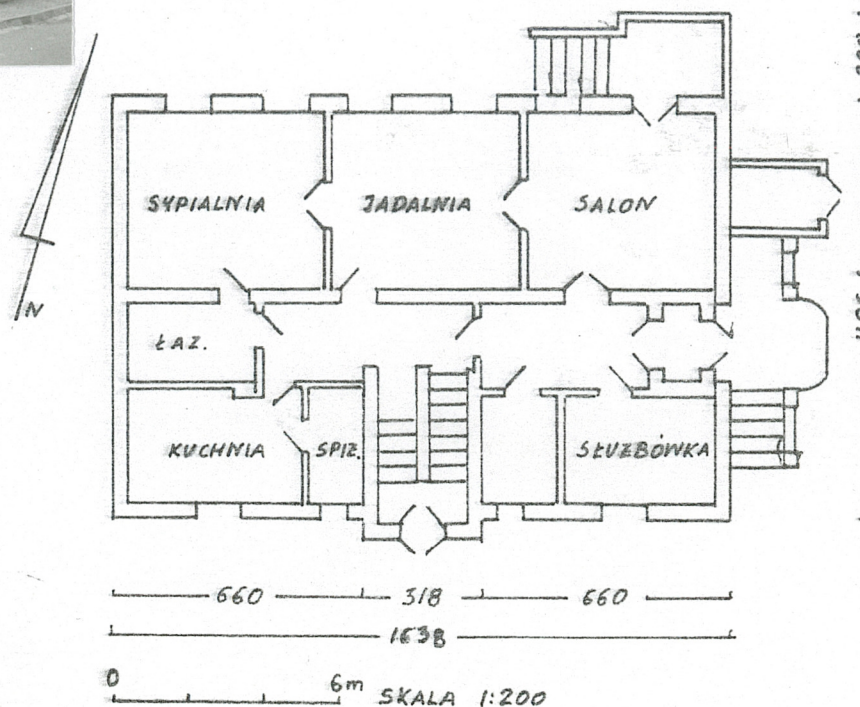 SYPIALNIA
JADALNIA
SALON
N
ŁAZ.
KUCHNIA
SPIŻ.
SŁUŻBÓWKA
660 318 660
1638
0 6m
SKALA 1:200